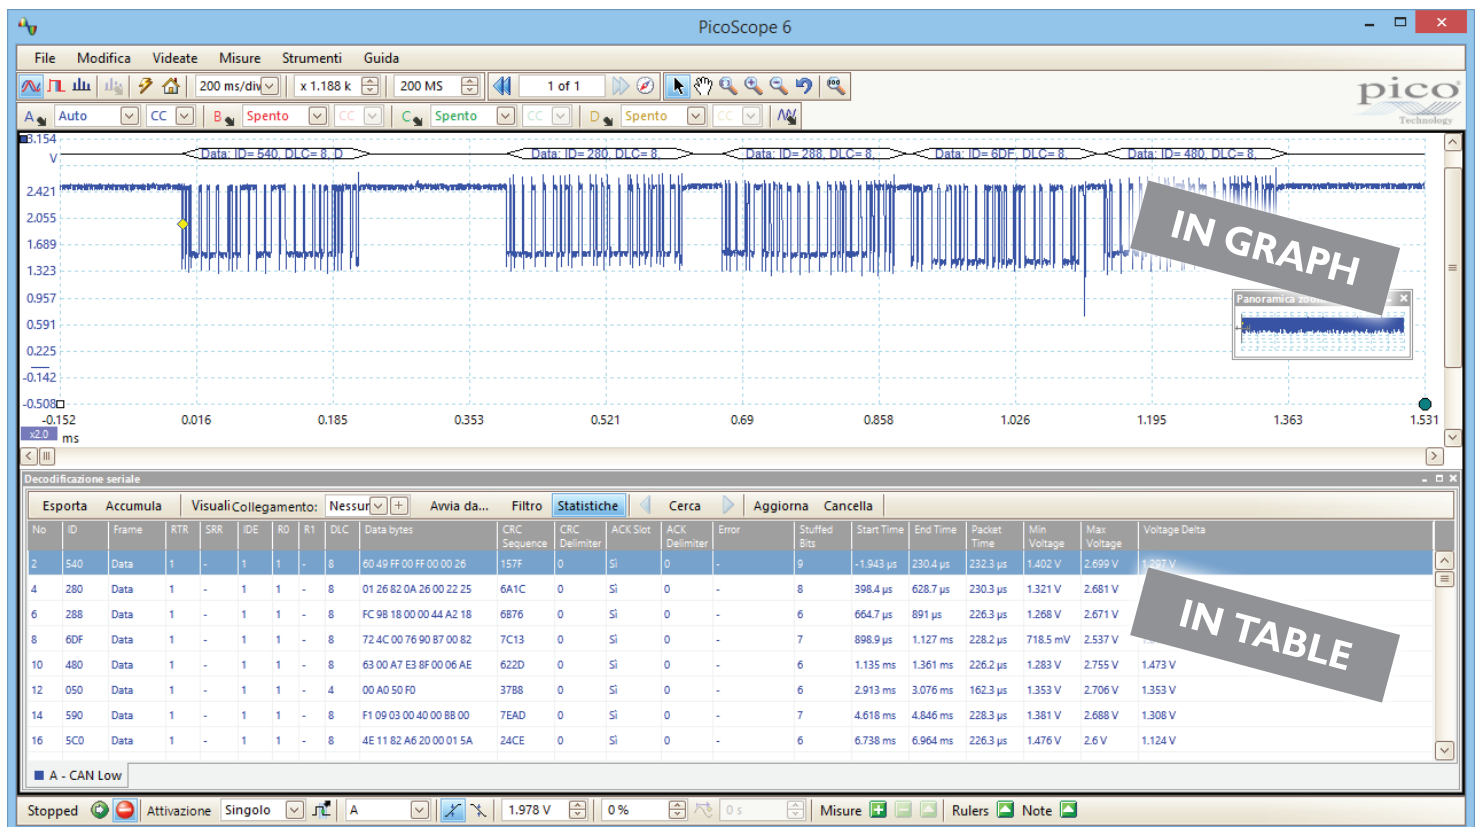 PicoScope 6
File Modifica Videate Misure Strumenti Guida
200 ms/div x 1.188 k 200 MS 1 of 1
pico
Technology
A Auto CC B Spento CC C Spento CC D Spento CC
3.154
V
Data: ID= 540, DLC= 8, D
Data: ID= 280, DLC= 8,
Data: ID= 288, DLC= 8,
Data: ID= 6DF, DLC= 8,
Data: ID= 480, DLC= 8,
2.421
2.055
1.689
1.323
0.957
0.591
0.225
-0.142
-0.508
IN GRAPH
Panoramica
-0.152 0.016 0.185 0.353 0.521 0.69 0.858 1.026 1.195 1.363 1.531
x2.0 ms
Decodificazione seriale
Esporta Accumula Visuali Collegamento: Nessur Avvia da... Filtro Statistiche Cerca Aggiorna Cancella
No ID Frame RTR SRR IDE R0 R1 DLC Data bytes CRC Sequence CRC Delimiter ACK Slot ACK Delimiter Error Stuffed Bits Start Time End Time Packet Time Min Voltage Max Voltage Voltage Delta
2 540 Data 1 - 1 1 - 8 60 49 FF 00 FF 00 00 26 157F 0 Sì 0 - 9 -1.943 µs 230.4 µs 232.3 µs 1.402 V 2.699 V 1.297 V
4 280 Data 1 - 1 1 - 8 01 26 82 0A 26 00 22 25 6A1C 0 Sì 0 - 8 398.4 µs 628.7 µs 230.3 µs 1.321 V 2.681 V
6 288 Data 1 - 1 1 - 8 FC 9B 18 00 00 44 A2 18 6B76 0 Sì 0 - 6 664.7 µs 891 µs 226.3 µs 1.268 V 2.671 V
8 6DF Data 1 - 1 1 - 8 72 4C 00 76 90 B7 00 82 7C13 0 Sì 0 - 7 898.9 µs 1.127 ms 228.2 µs 718.5 mV 2.537 V
10 480 Data 1 - 1 1 - 8 63 00 A7 E3 8F 00 06 AE 622D 0 Sì 0 - 6 1.135 ms 1.361 ms 226.2 µs 1.283 V 2.755 V 1.473 V
12 050 Data 1 - 1 1 - 4 00 A0 50 F0 37B8 0 Sì 0 - 6 2.913 ms 3.076 ms 162.3 µs 1.353 V 2.706 V 1.353 V
14 590 Data 1 - 1 1 - 8 F1 09 03 00 40 00 BB 00 7EAD 0 Sì 0 - 7 4.618 ms 4.846 ms 228.3 µs 1.381 V 2.688 V 1.308 V
16 5C0 Data 1 - 1 1 - 8 4E 11 82 A6 20 00 01 5A 24CE 0 Sì 0 - 6 6.738 ms 6.964 ms 226.3 µs 1.476 V 2.6 V 1.124 V
IN TABLE
A - CAN Low
Stopped Attivazione Singolo A 1.978 V 0 % 0 s Misure Rulers Note